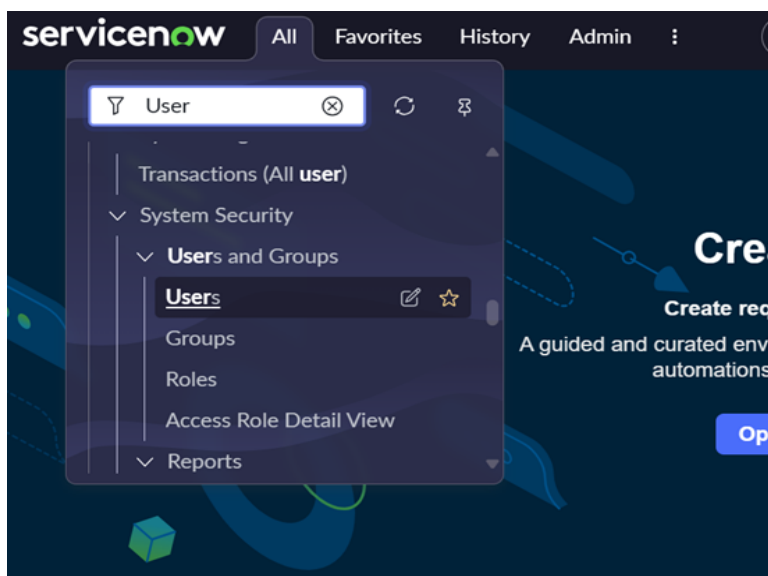 servicenow All Favorites History Admin
User
Transactions (All user)
System Security
Users and Groups
Users
Groups
Roles
Access Role Detail View
Reports
Cre
Create req
A guided and curated env
automations
Op